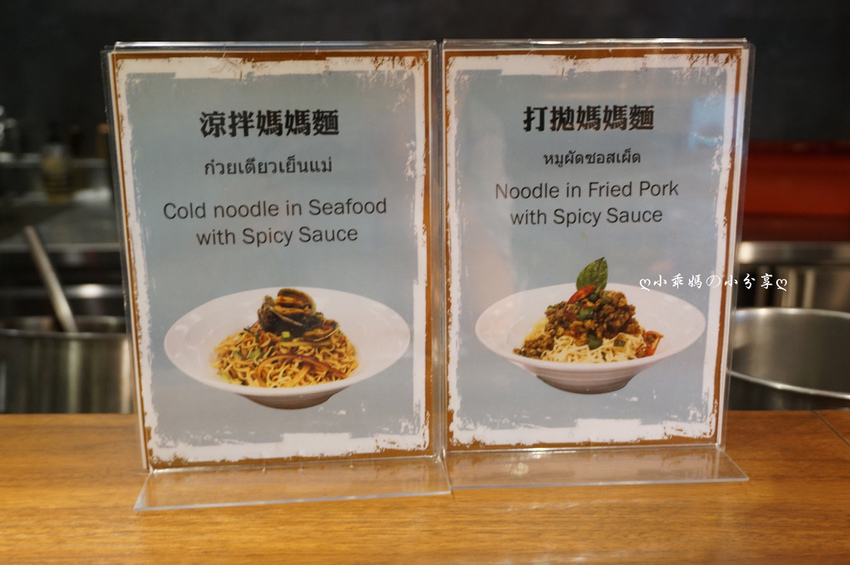 涼拌媽媽麵
ก๋วยเตียวเย็นแม่
Cold noodle in Seafood
with Spicy Sauce
打拋媽媽麵
หมูผัดซอสเผ็ด
Noodle in Fried Pork
with Spicy Sauce
ღ小乖媽の小分享ღ